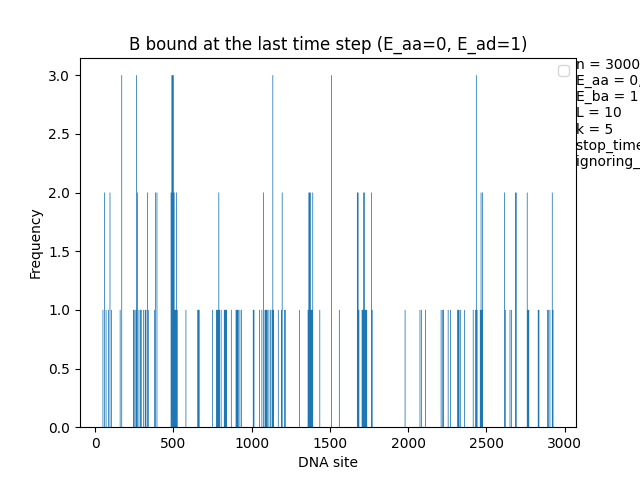 B bound at the last time step (E_aa=0, E_ad=1)
n = 3000
E_aa = 0,
E_ba = 1
L = 10
k = 5
stop_time
ignoring_
3.0
2.5
2.0
1.5
1.0
0.5
0.0
Frequency
0 500 1000 1500 2000 2500 3000
DNA site